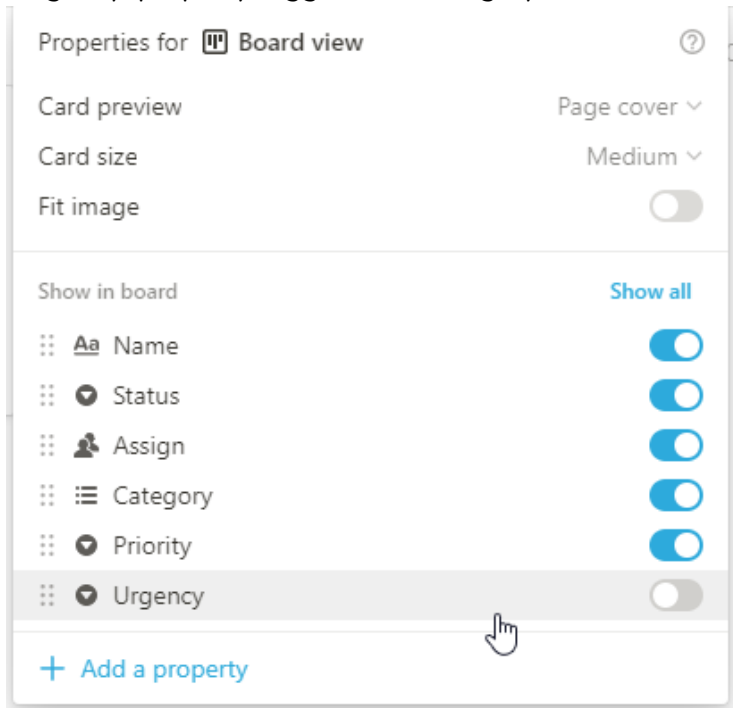 Properties for Board view
Card preview Page cover
Card size Medium
Fit image
Show in board Show all
Aa Name
Status
Assign
Category
Priority
Urgency
+ Add a property